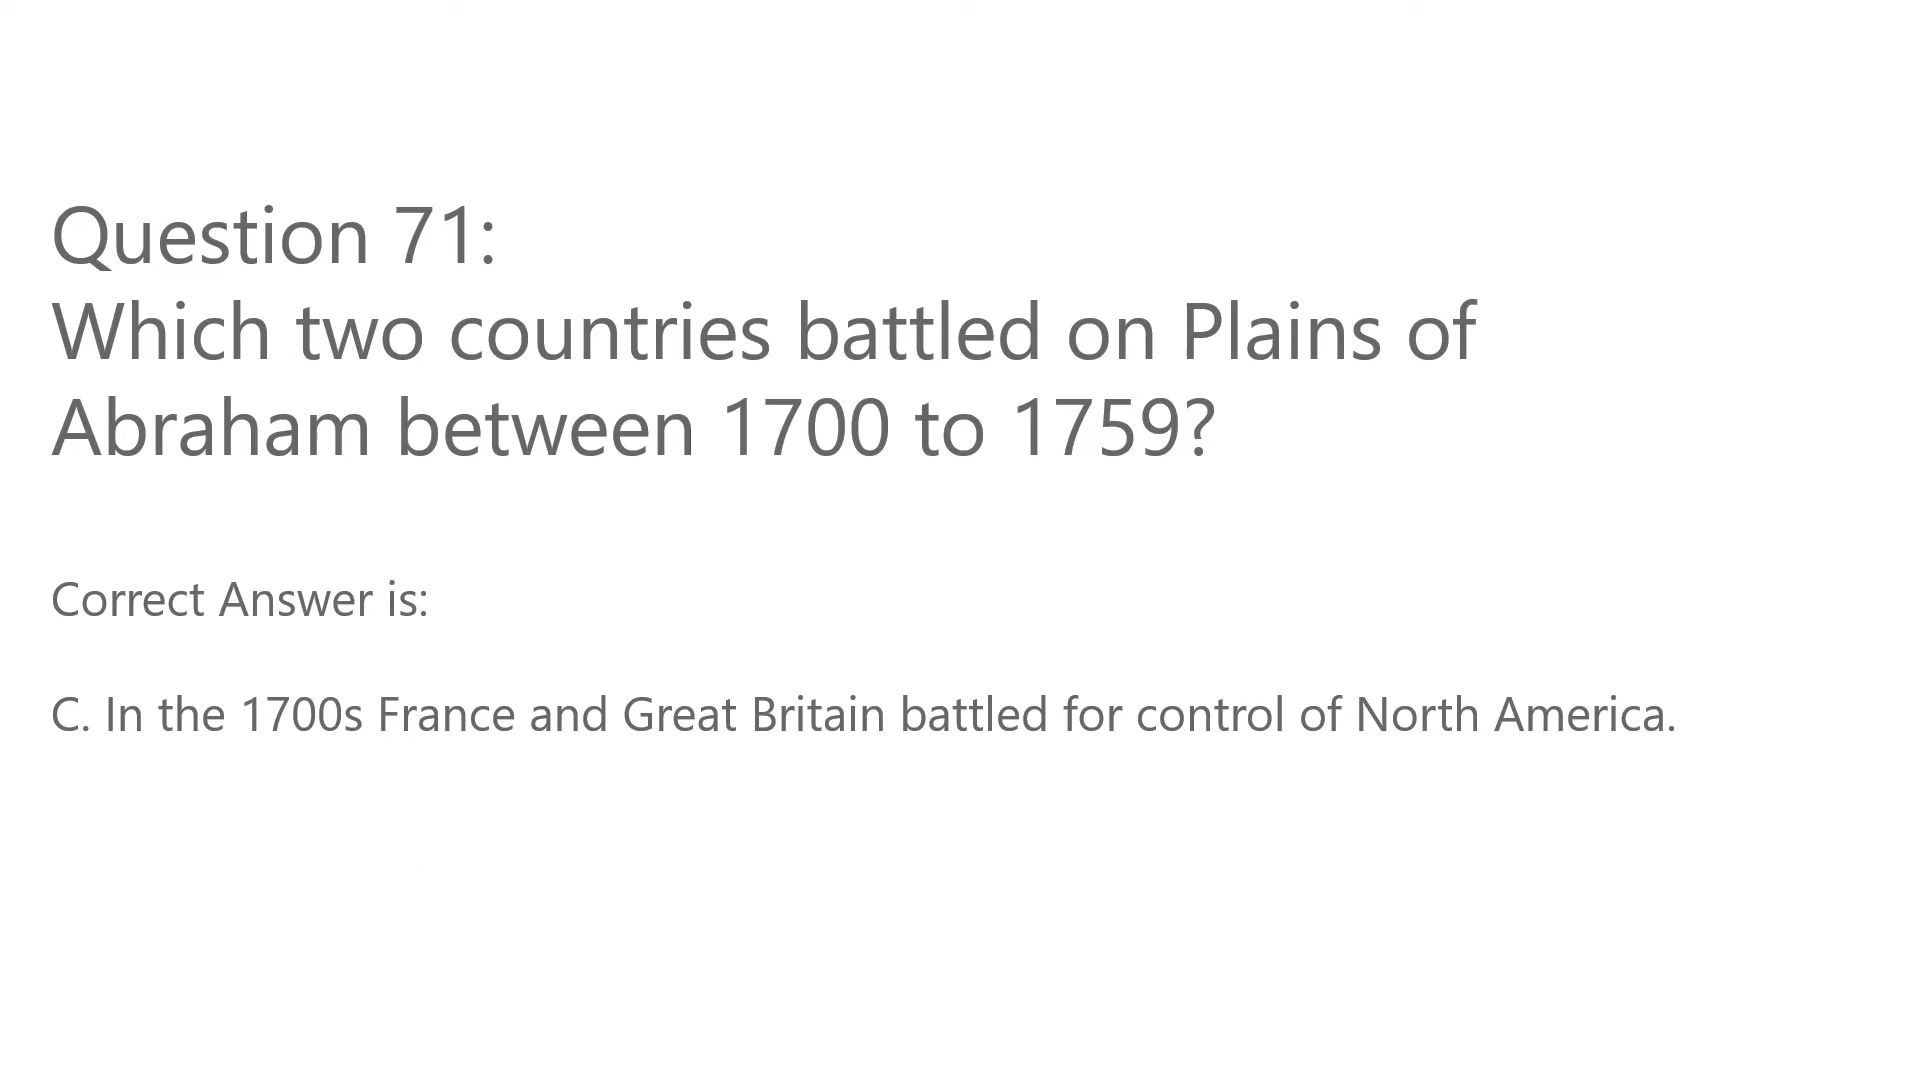 Question 71:
Which two countries battled on Plains of
Abraham between 1700 to 1759?
Correct Answer is:
C. In the 1700s France and Great Britain battled for control of North America.